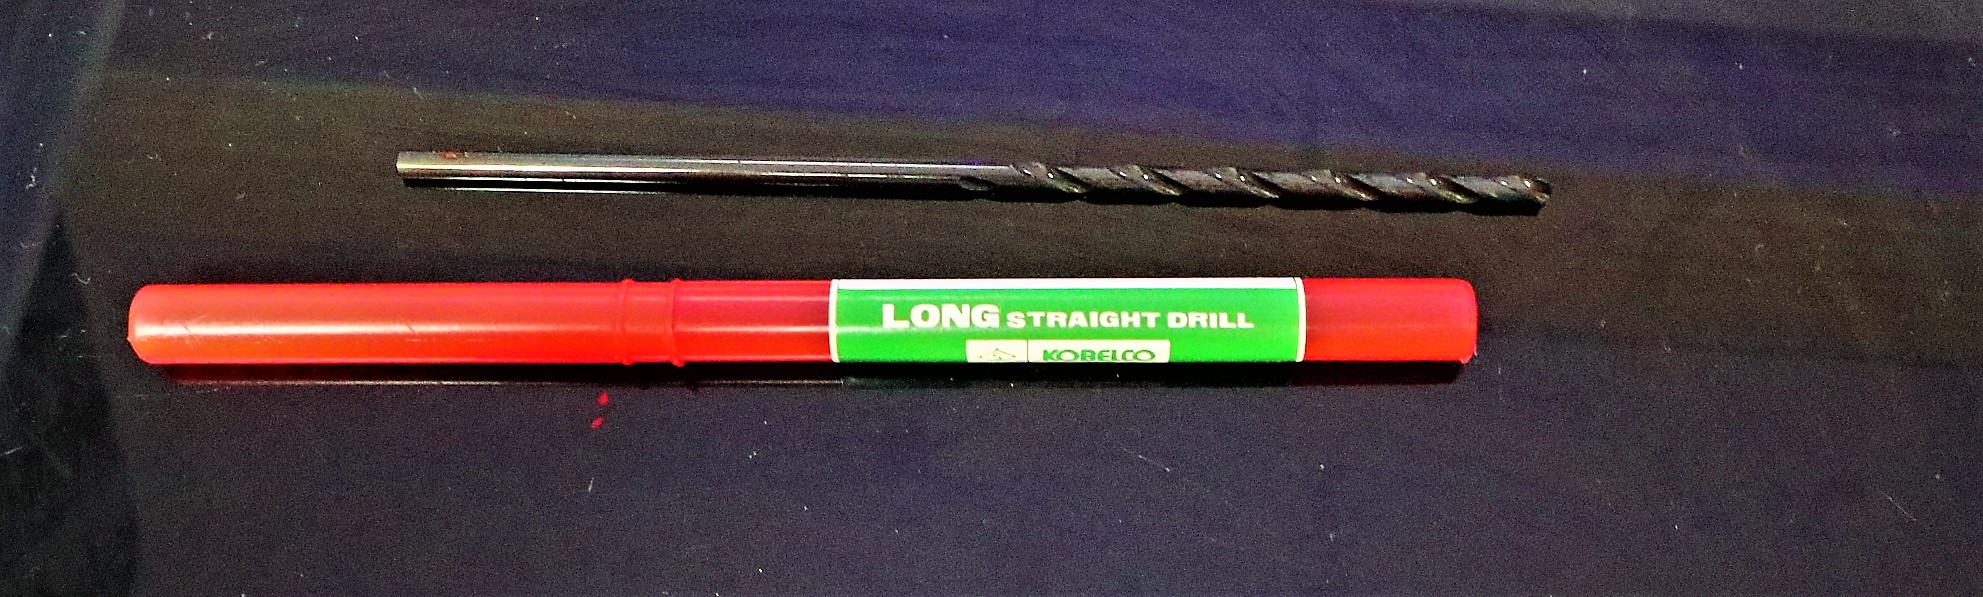 LONG STRAIGHT DRILL
KOBELCO